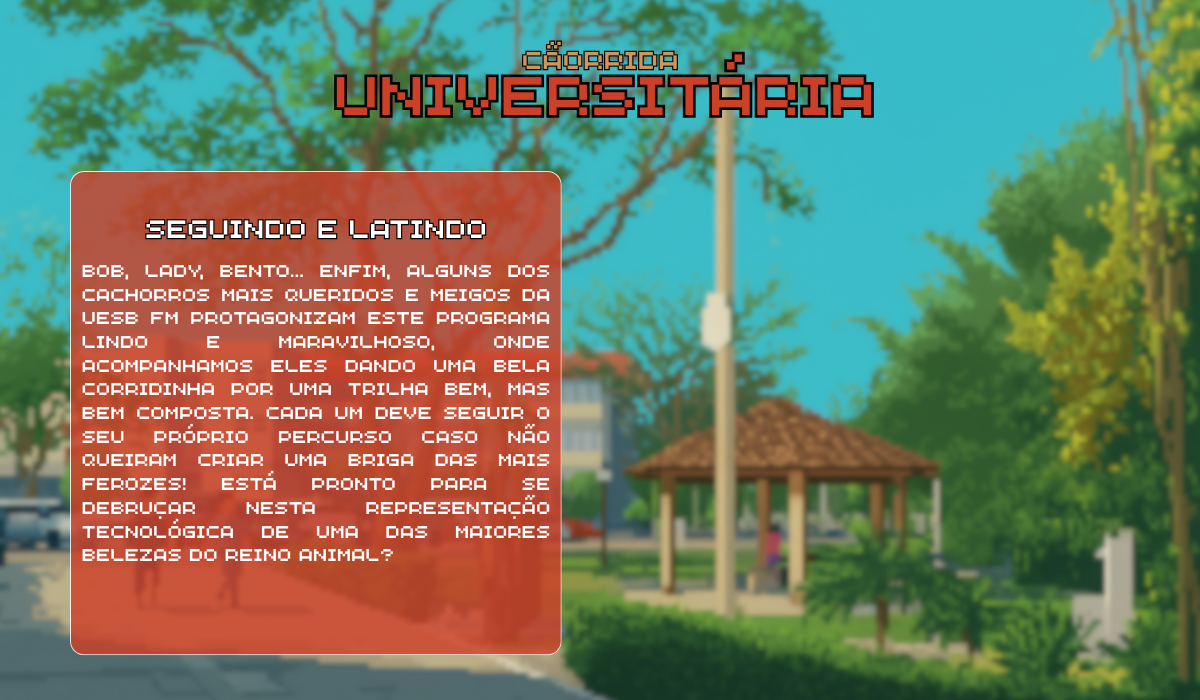 CÃORRIDA
UNIVERSITÁRIA
SEGUINDO E LATINDO
BOB, LADY, BENTO... ENFIM, ALGUNS DOS
CACHORROS MAIS QUERIDOS E MEIGOS DA
UESB FM PROTAGONIZAM ESTE PROGRAMA
LINDO E MARAVILHOSO, ONDE
ACOMPANHAMOS ELES DANDO UMA BELA
CORRIDINHA POR UMA TRILHA BEM, MAS
BEM COMPOSTA. CADA UM DEVE SEGUIR O
SEU PRÓPRIO PERCURSO CASO NÃO
QUEIRAM CRIAR UMA BRIGA DAS MAIS
FEROZES! ESTÁ PRONTO PARA SE
DEBRUÇAR NESTA REPRESENTAÇÃO
TECNOLÓGICA DE UMA DAS MAIORES
BELEZAS DO REINO ANIMAL?